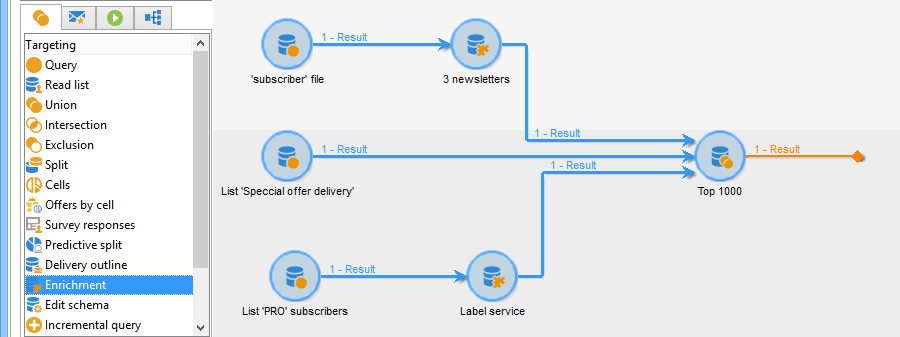 Targeting
Query
Read list
Union
Intersection
Exclusion
Split
Cells
Offers by cell
Survey responses
Predictive split
Delivery outline
Enrichment
Edit schema
Incremental query
1 - Result
'subscriber' file
3 newsletters
1 - Result
1 - Result
1 - Result
1 - Result
List 'Speccial offer delivery'
Top 1000
1 - Result
List 'PRO' subscribers
Label service